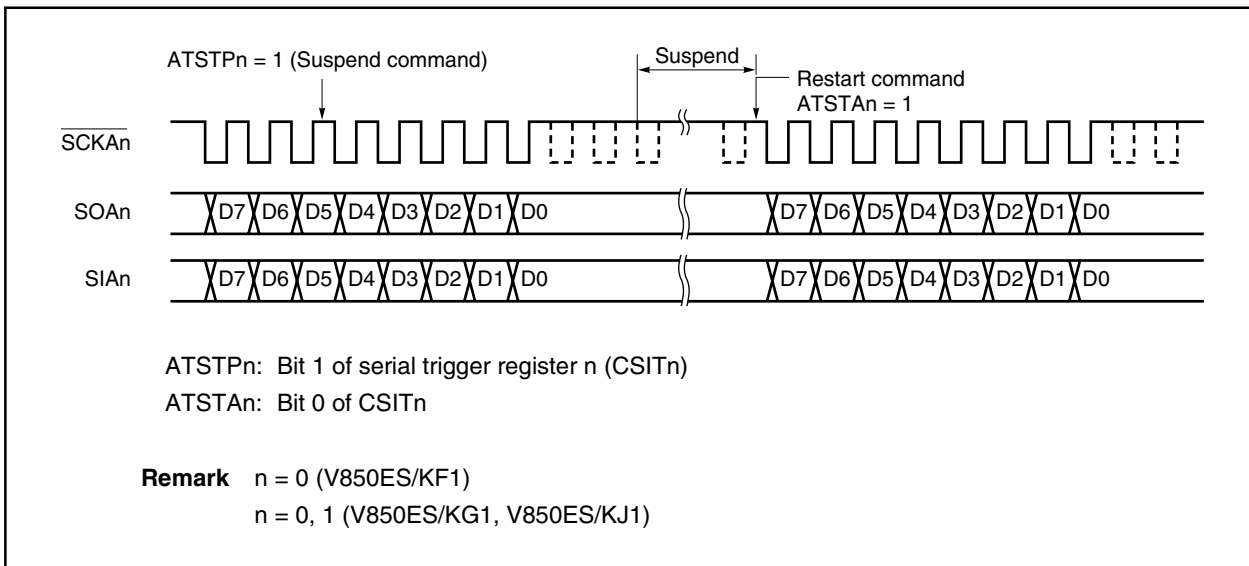 ATSTPn = 1 (Suspend command)
Suspend
Restart command
ATSTAn = 1
SCKAn
SOAn D7 D6 D5 D4 D3 D2 D1 D0 D7 D6 D5 D4 D3 D2 D1 D0
SIAn D7 D6 D5 D4 D3 D2 D1 D0 D7 D6 D5 D4 D3 D2 D1 D0
ATSTPn: Bit 1 of serial trigger register n (CSITn)
ATSTAn: Bit 0 of CSITn
Remark n = 0 (V850ES/KF1)
n = 0, 1 (V850ES/KG1, V850ES/KJ1)